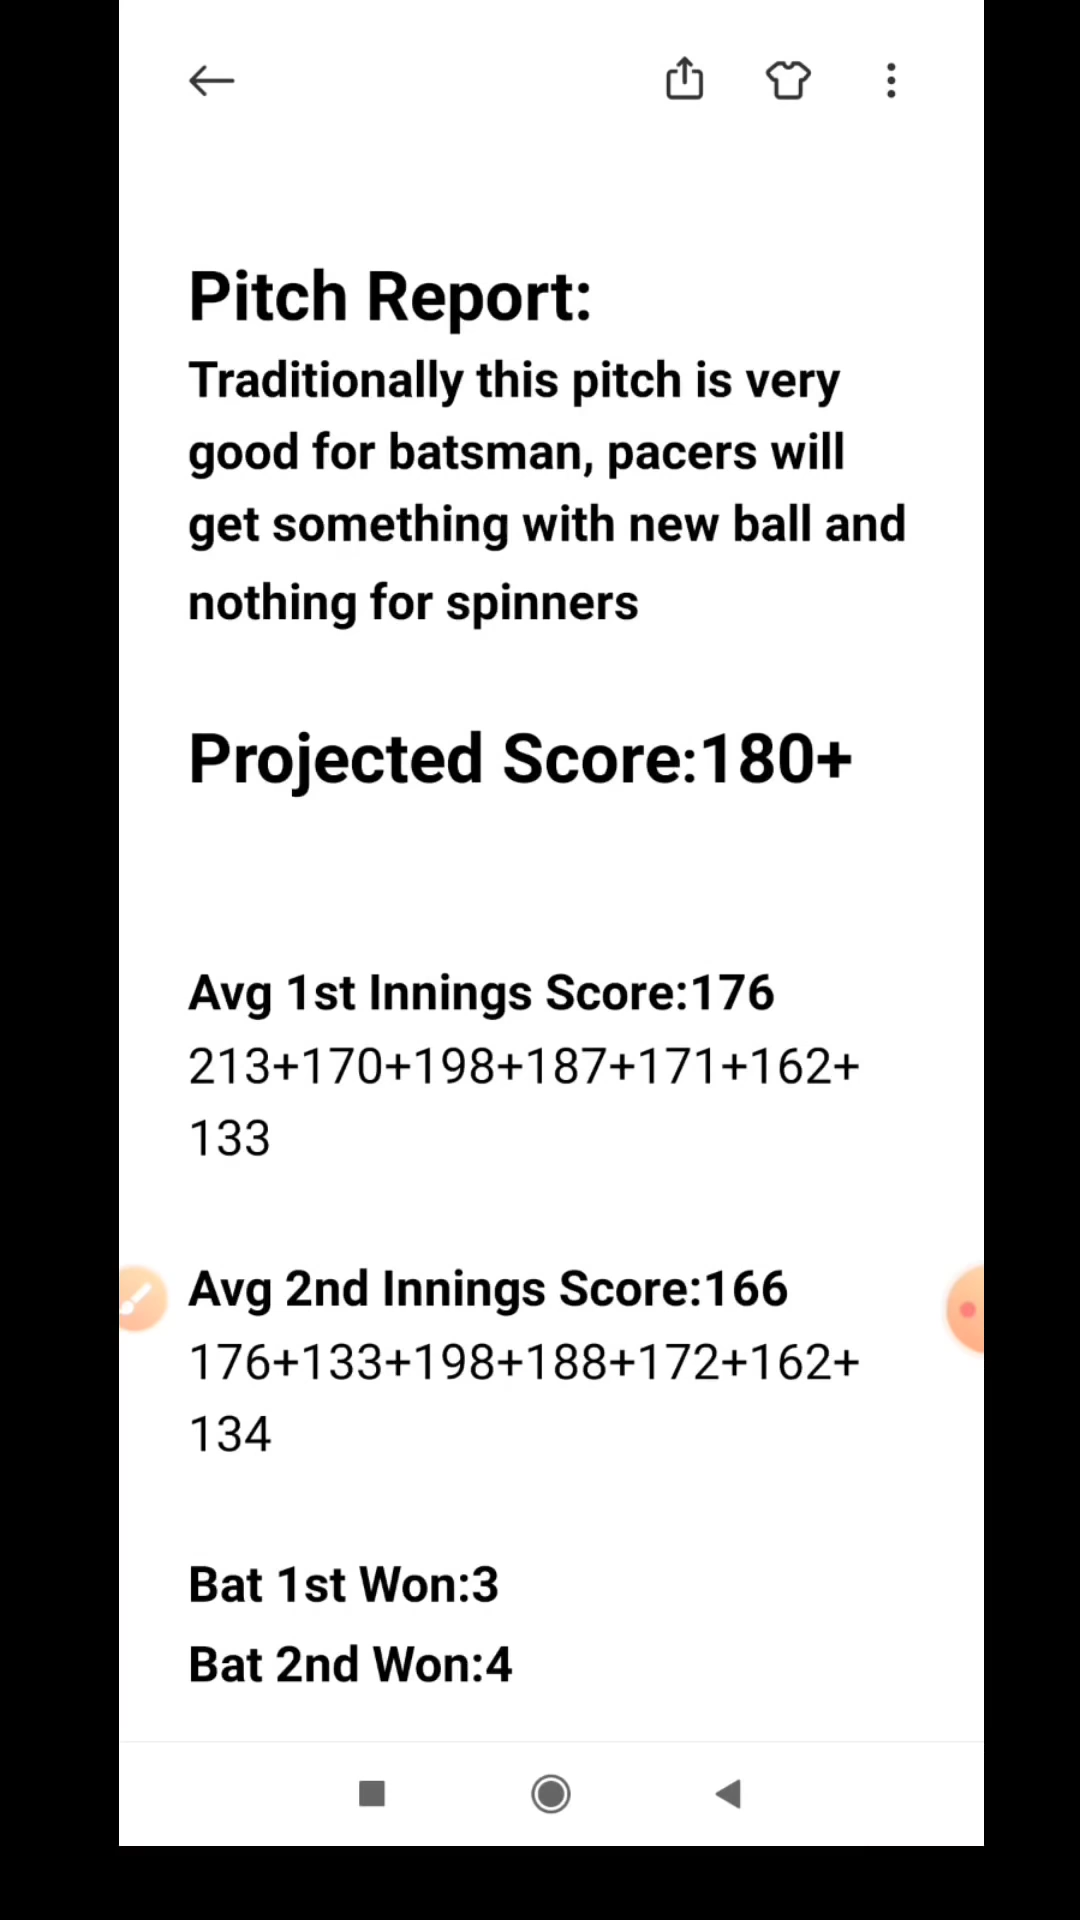 Pitch Report:
Traditionally this pitch is very
good for batsman, pacers will
get something with new ball and
nothing for spinners
Projected Score:180+
Avg 1st Innings Score:176
213+170+198+187+171+162+
133
Avg 2nd Innings Score:166
176+133+198+188+172+162+
134
Bat 1st Won:3
Bat 2nd Won:4